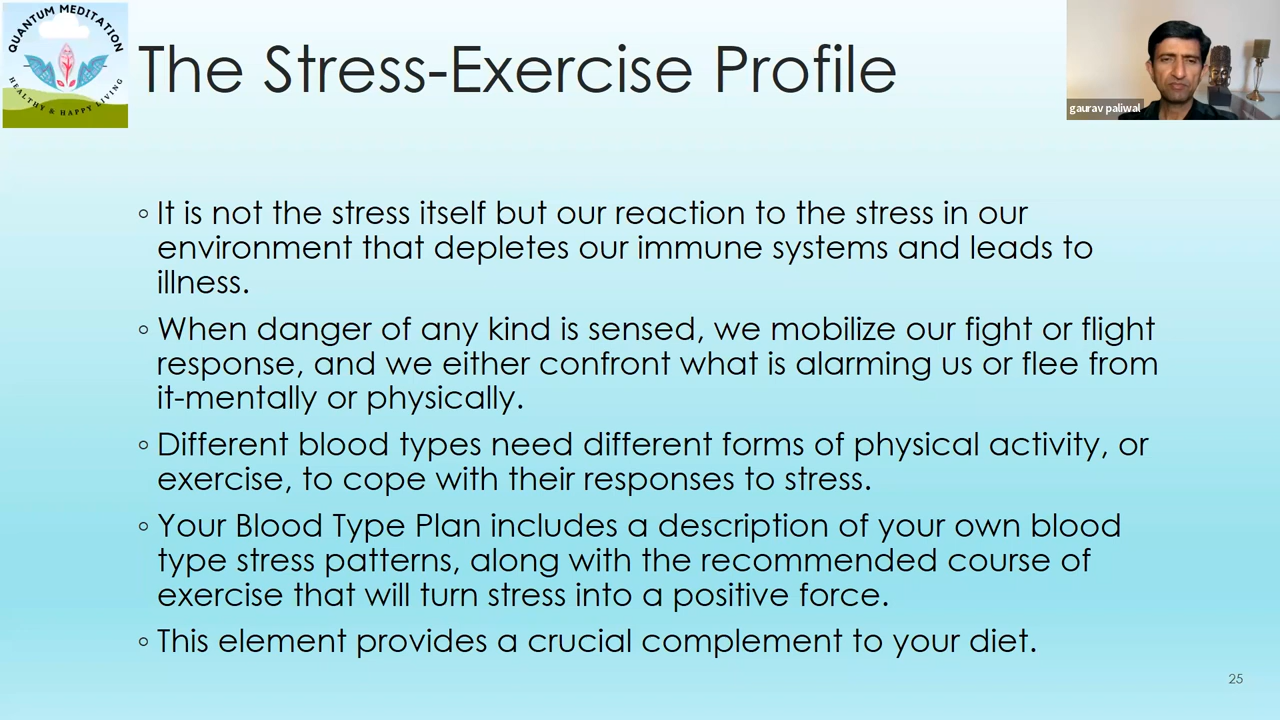 QUANTUM MEDITATION
HEALTHY & HAPPY LIVING
The Stress-Exercise Profile
gaurav paliwal
◦ It is not the stress itself but our reaction to the stress in our
environment that depletes our immune systems and leads to
illness.
◦ When danger of any kind is sensed, we mobilize our fight or flight
response, and we either confront what is alarming us or flee from
it-mentally or physically.
◦ Different blood types need different forms of physical activity, or
exercise, to cope with their responses to stress.
◦ Your Blood Type Plan includes a description of your own blood
type stress patterns, along with the recommended course of
exercise that will turn stress into a positive force.
◦ This element provides a crucial complement to your diet.
25